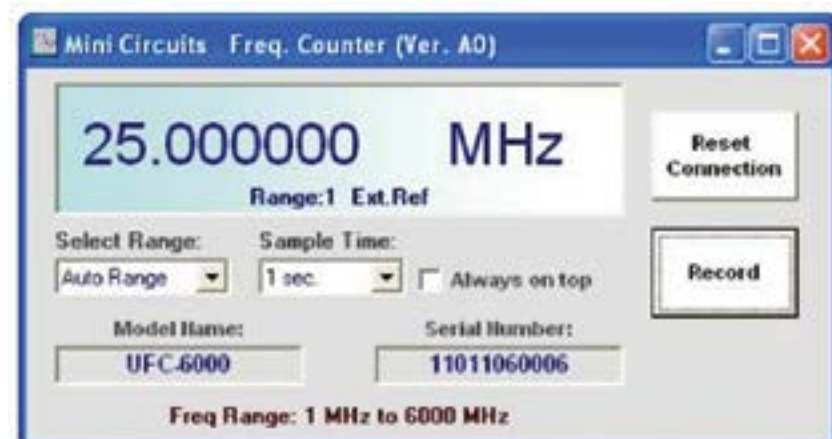 Mini Circuits Freq. Counter (Ver. A0)
25.000000 MHz
Range:1 Ext.Ref
Reset
Connection
Select Range:
Sample Time:
Auto Range
1 sec.
Always on top
Record
Model Name:
Serial Number:
UFC-6000
11011060006
Freq Range: 1 MHz to 6000 MHz